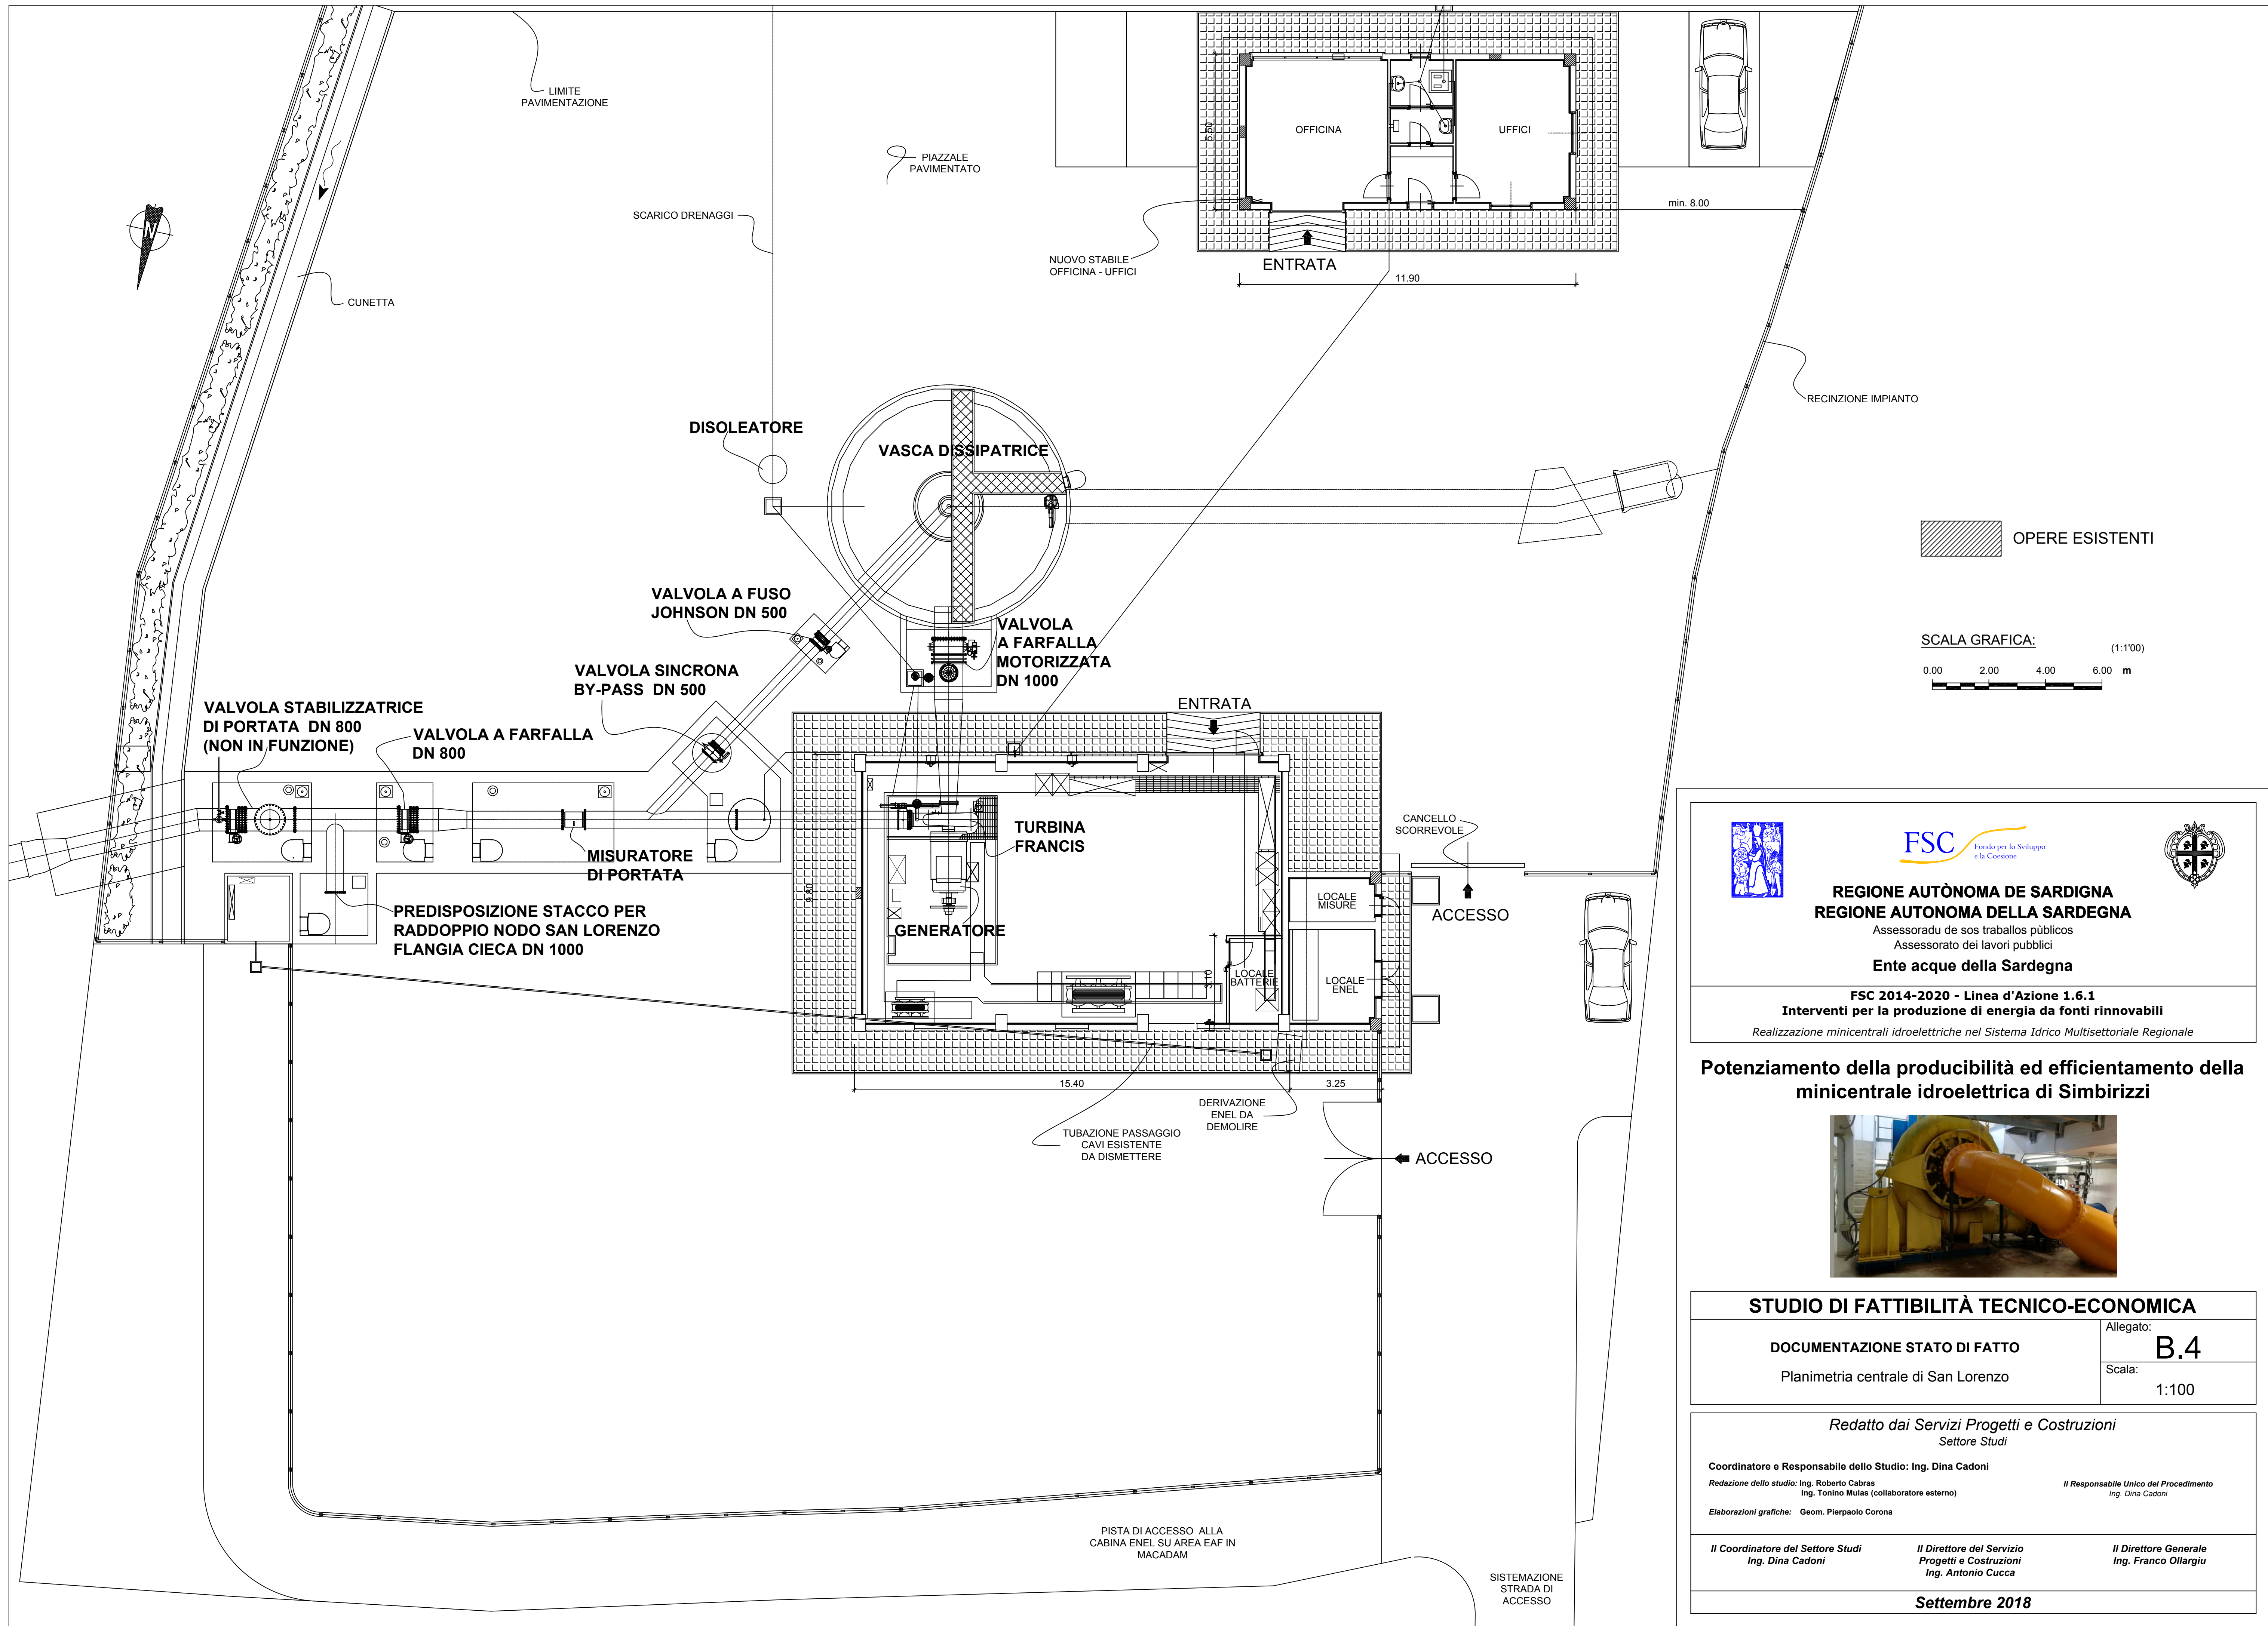 LIMITE
PAVIMENTAZIONE
PIAZZALE
PAVIMENTATO
SCARICO DRENAGGI
N
CUNETTA
OFFICINA
UFFICI
5.50
min. 8.00
NUOVO STABILE
OFFICINA - UFFICI
ENTRATA
11.90
RECINZIONE IMPIANTO
DISOLEATORE
VASCA DISSIPATRICE
OPERE ESISTENTI
VALVOLA A FUSO
JOHNSON DN 500
VALVOLA
A FARFALLA
MOTORIZZATA
DN 1000
SCALA GRAFICA:
(1:1'00)
0.00 2.00 4.00 6.00 m
VALVOLA SINCRONA
BY-PASS DN 500
VALVOLA STABILIZZATRICE
DI PORTATA DN 800
(NON IN FUNZIONE)
VALVOLA A FARFALLA
DN 800
ENTRATA
MISURATORE
DI PORTATA
TURBINA
FRANCIS
CANCELLO
SCORREVOLE
9.80
LOCALE
MISURE
ACCESSO
PREDISPOSIZIONE STACCO PER
RADDOPPIO NODO SAN LORENZO
FLANGIA CIECA DN 1000
GENERATORE
3.10
LOCALE
BATTERIE
LOCALE
ENEL
15.40
3.25
DERIVAZIONE
ENEL DA
DEMOLIRE
TUBAZIONE PASSAGGIO
CAVI ESISTENTE
DA DISMETTERE
ACCESSO
PISTA DI ACCESSO ALLA
CABINA ENEL SU AREA EAF IN
MACADAM
SISTEMAZIONE
STRADA DI
ACCESSO
FSC
Fondo per lo Sviluppo
e la Coesione
REGIONE AUTÒNOMA DE SARDIGNA
REGIONE AUTONOMA DELLA SARDEGNA
Assessoradu de sos traballos pùblicos
Assessorato dei lavori pubblici
Ente acque della Sardegna
FSC 2014-2020 - Linea d'Azione 1.6.1
Interventi per la produzione di energia da fonti rinnovabili
Realizzazione minicentrali idroelettriche nel Sistema Idrico Multisettoriale Regionale
Potenziamento della producibilità ed efficientamento della
minicentrale idroelettrica di Simbirizzi
STUDIO DI FATTIBILITÀ TECNICO-ECONOMICA
DOCUMENTAZIONE STATO DI FATTO
Planimetria centrale di San Lorenzo
Allegato:
B.4
Scala:
1:100
Redatto dai Servizi Progetti e Costruzioni
Settore Studi
Coordinatore e Responsabile dello Studio: Ing. Dina Cadoni
Redazione dello studio: Ing. Roberto Cabras
Ing. Tonino Mulas (collaboratore esterno)
Il Responsabile Unico del Procedimento
Ing. Dina Cadoni
Elaborazioni grafiche: Geom. Pierpaolo Corona
Il Coordinatore del Settore Studi
Ing. Dina Cadoni
Il Direttore del Servizio
Progetti e Costruzioni
Ing. Antonio Cucca
Il Direttore Generale
Ing. Franco Ollargiu
Settembre 2018